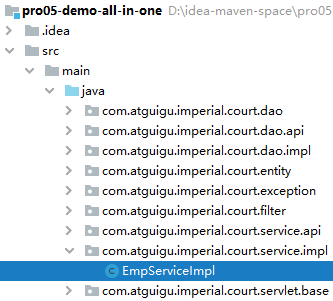 pro05-demo-all-in-one D:\idea-maven-space\pro05
.idea
src
main
java
com.atguigu.imperial.court.dao
com.atguigu.imperial.court.dao.api
com.atguigu.imperial.court.dao.impl
com.atguigu.imperial.court.entity
com.atguigu.imperial.court.exception
com.atguigu.imperial.court.filter
com.atguigu.imperial.court.service.api
com.atguigu.imperial.court.service.impl
C EmpServiceImpl
com.atguigu.imperial.court.servlet.base